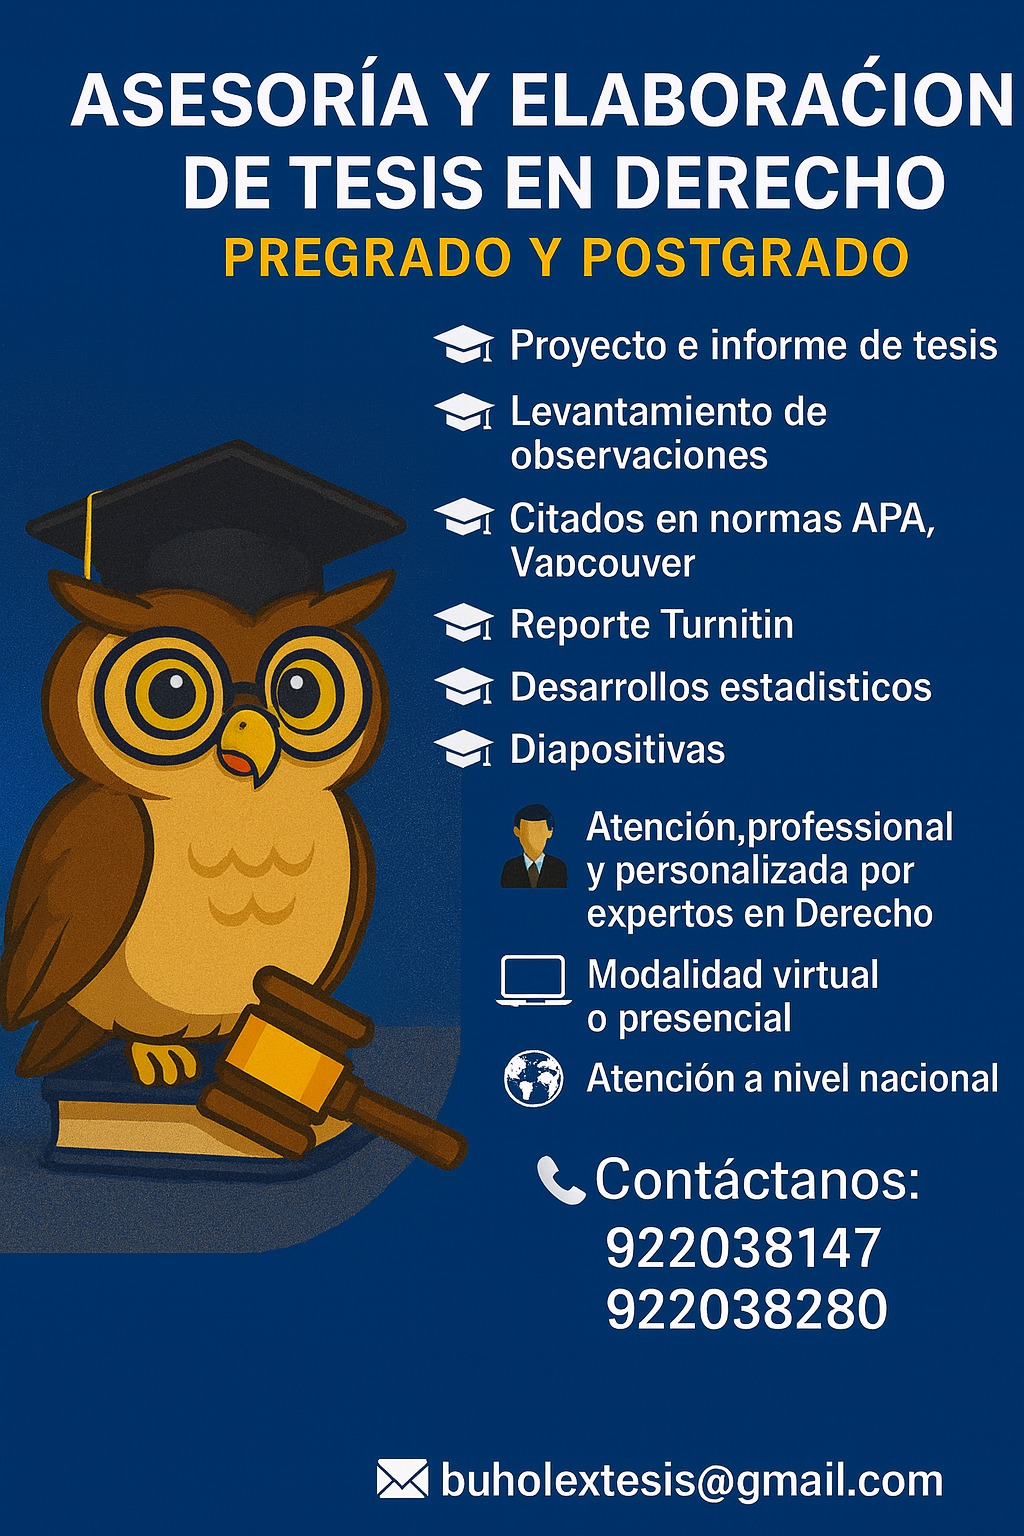 ASESORÍA Y ELABORAĆION
DE TESIS EN DERECHO
PREGRADO Y POSTGRADO
Proyecto e informe de tesis
Levantamiento de
observaciones
Citados en normas APA,
Vapcouver
Reporte Turnitin
Desarrollos estadisticos
Diapositivas
Atención,professional
y personalizada por
expertos en Derecho
Modalidad virtual
o presencial
Atención a nivel nacional
Contáctanos:
922038147
922038280
buholextesis@gmail.com